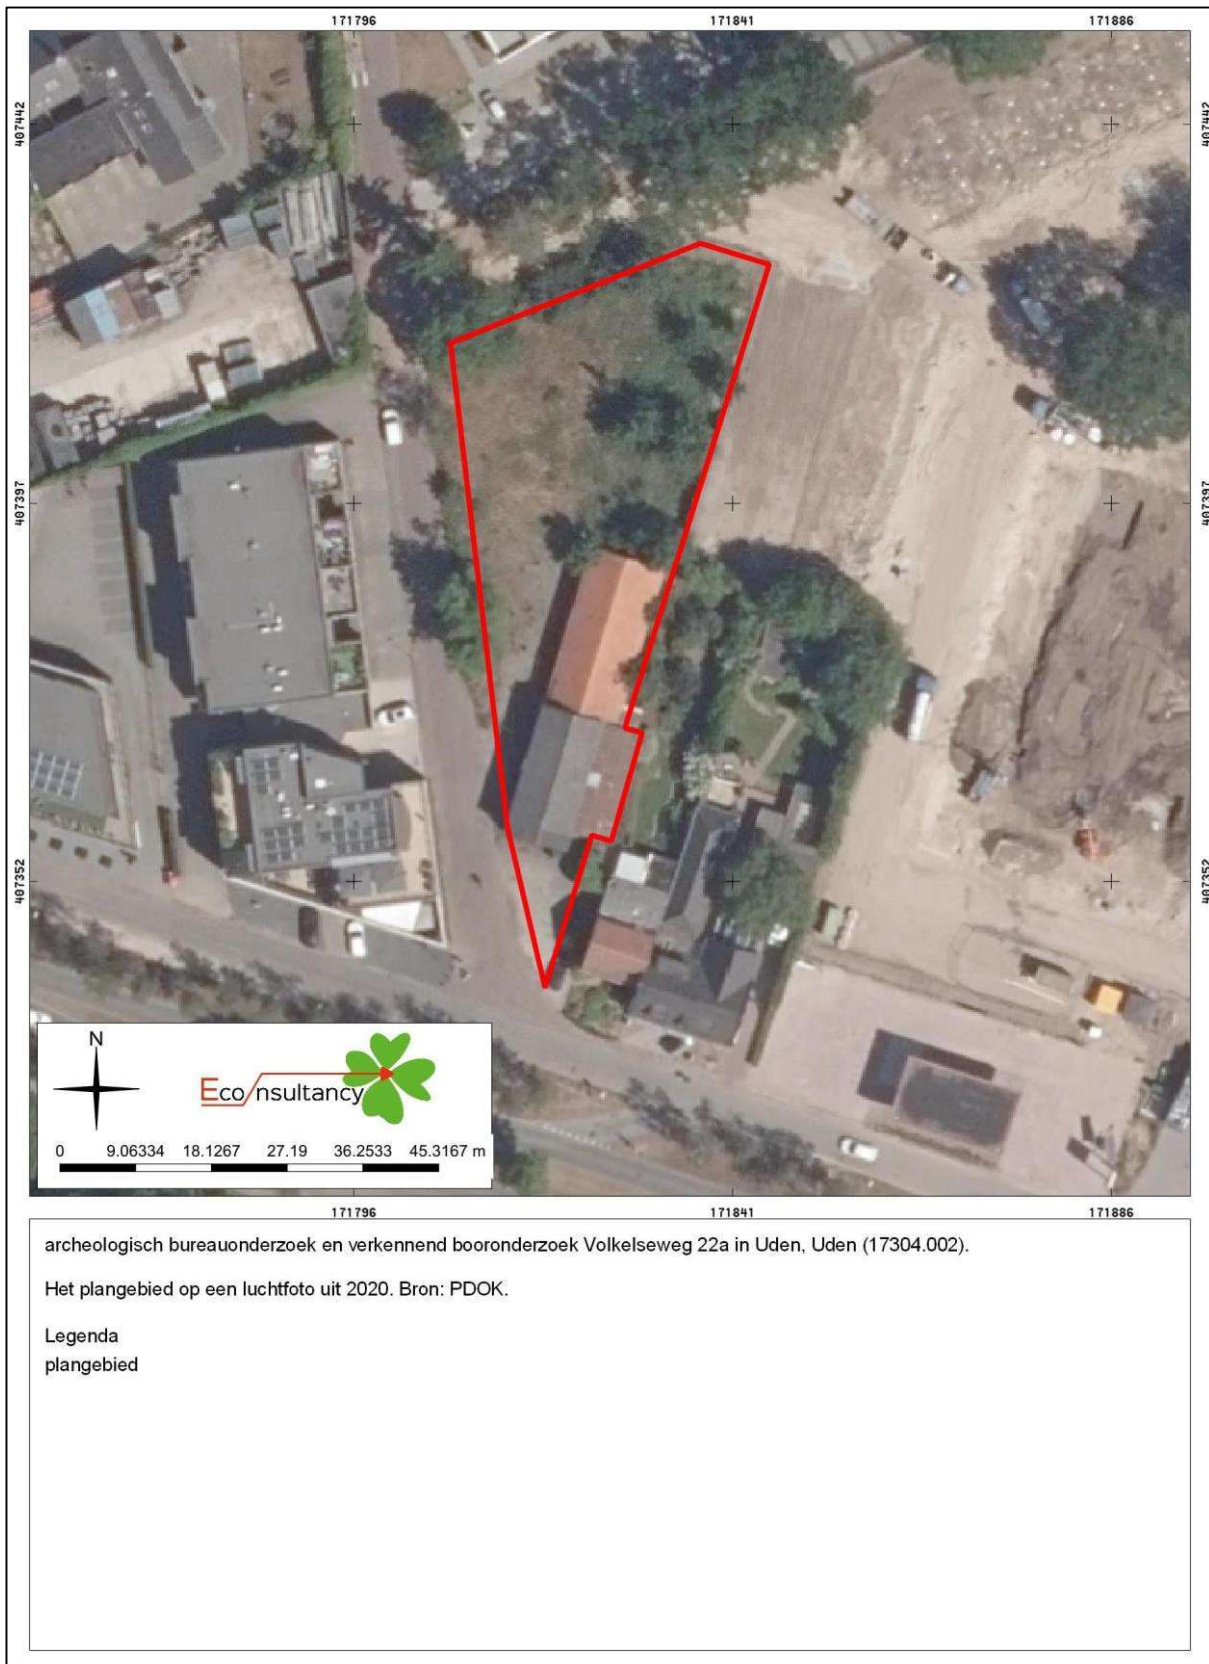 171796 171841 171886
407442 407442
407397 407397
407352 407352
N
Econsultancy
0 9.06334 18.1267 27.19 36.2533 45.3167 m
171796 171841 171886
archeologisch bureauonderzoek en verkennend booronderzoek Volkelseweg 22a in Uden, Uden (17304.002).
Het plangebied op een luchtfoto uit 2020. Bron: PDOK.
Legenda
plangebied